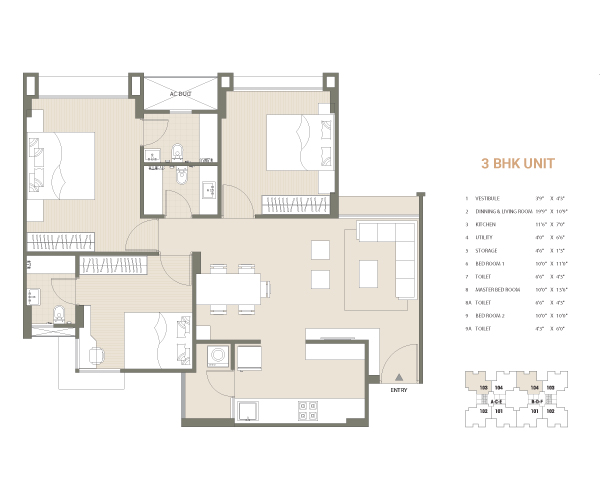 AC DUCT
3 BHK UNIT
1 VESTIBULE 3'9" X 4'3"
2 DINNING & LIVING ROOM 19'9" X 10'9"
3 KITCHEN 11'6" X 7'0"
4 UTILITY 4'0" X 6'6"
5 STORAGE 4'6" X 1'3"
6 BED ROOM-1 10'0" X 11'0"
7 TOILET 6'6" X 4'3"
8 MASTER BED ROOM 10'0" X 13'6"
8A TOILET 6'6" X 4'3"
9 BED ROOM-2 10'0" X 10'0"
9A TOILET 4'3" X 6'0"
ENTRY
103 104 104 103
A-C-E B-D-F
102 101 101 102